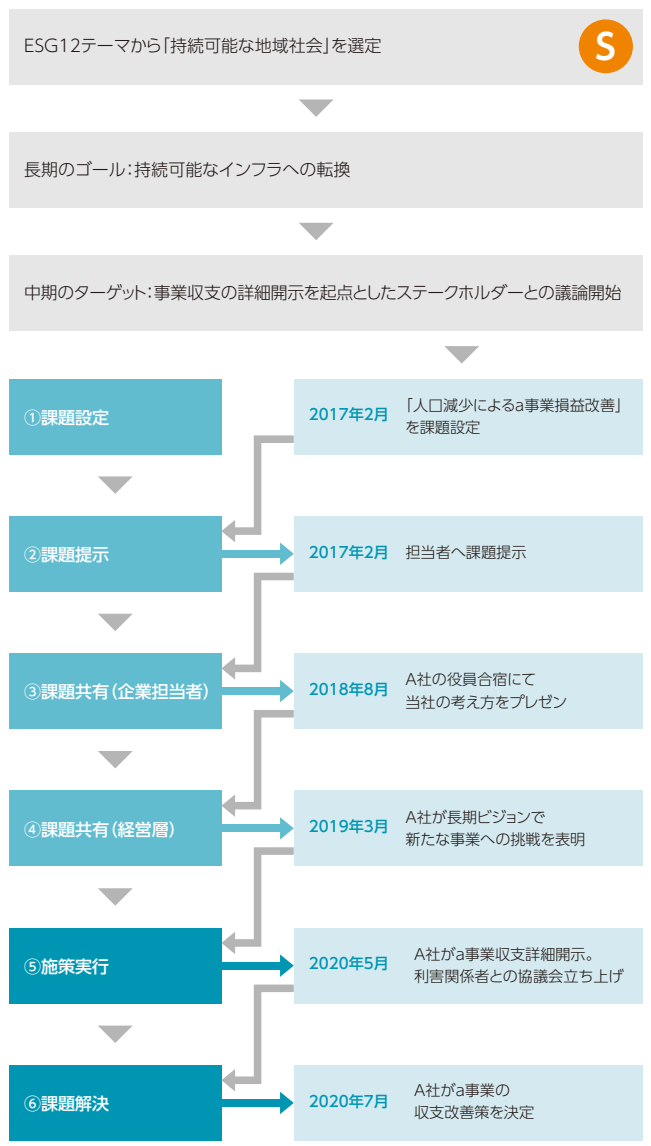 ESG12テーマから「持続可能な地域社会」を選定
S
長期のゴール:持続可能なインフラへの転換
中期のターゲット:事業収支の詳細開示を起点としたステークホルダーとの議論開始
①課題設定
2017年2月
「人口減少によるa事業損益改善」
を課題設定
②課題提示
2017年2月
担当者へ課題提示
③課題共有(企業担当者)
2018年8月
A社の役員合宿にて
当社の考え方をプレゼン
④課題共有(経営層)
2019年3月
A社が長期ビジョンで
新たな事業への挑戦を表明
⑤施策実行
2020年5月
A社がa事業収支詳細開示。
利害関係者との協議会立ち上げ
⑥課題解決
2020年7月
A社がa事業の
収支改善策を決定